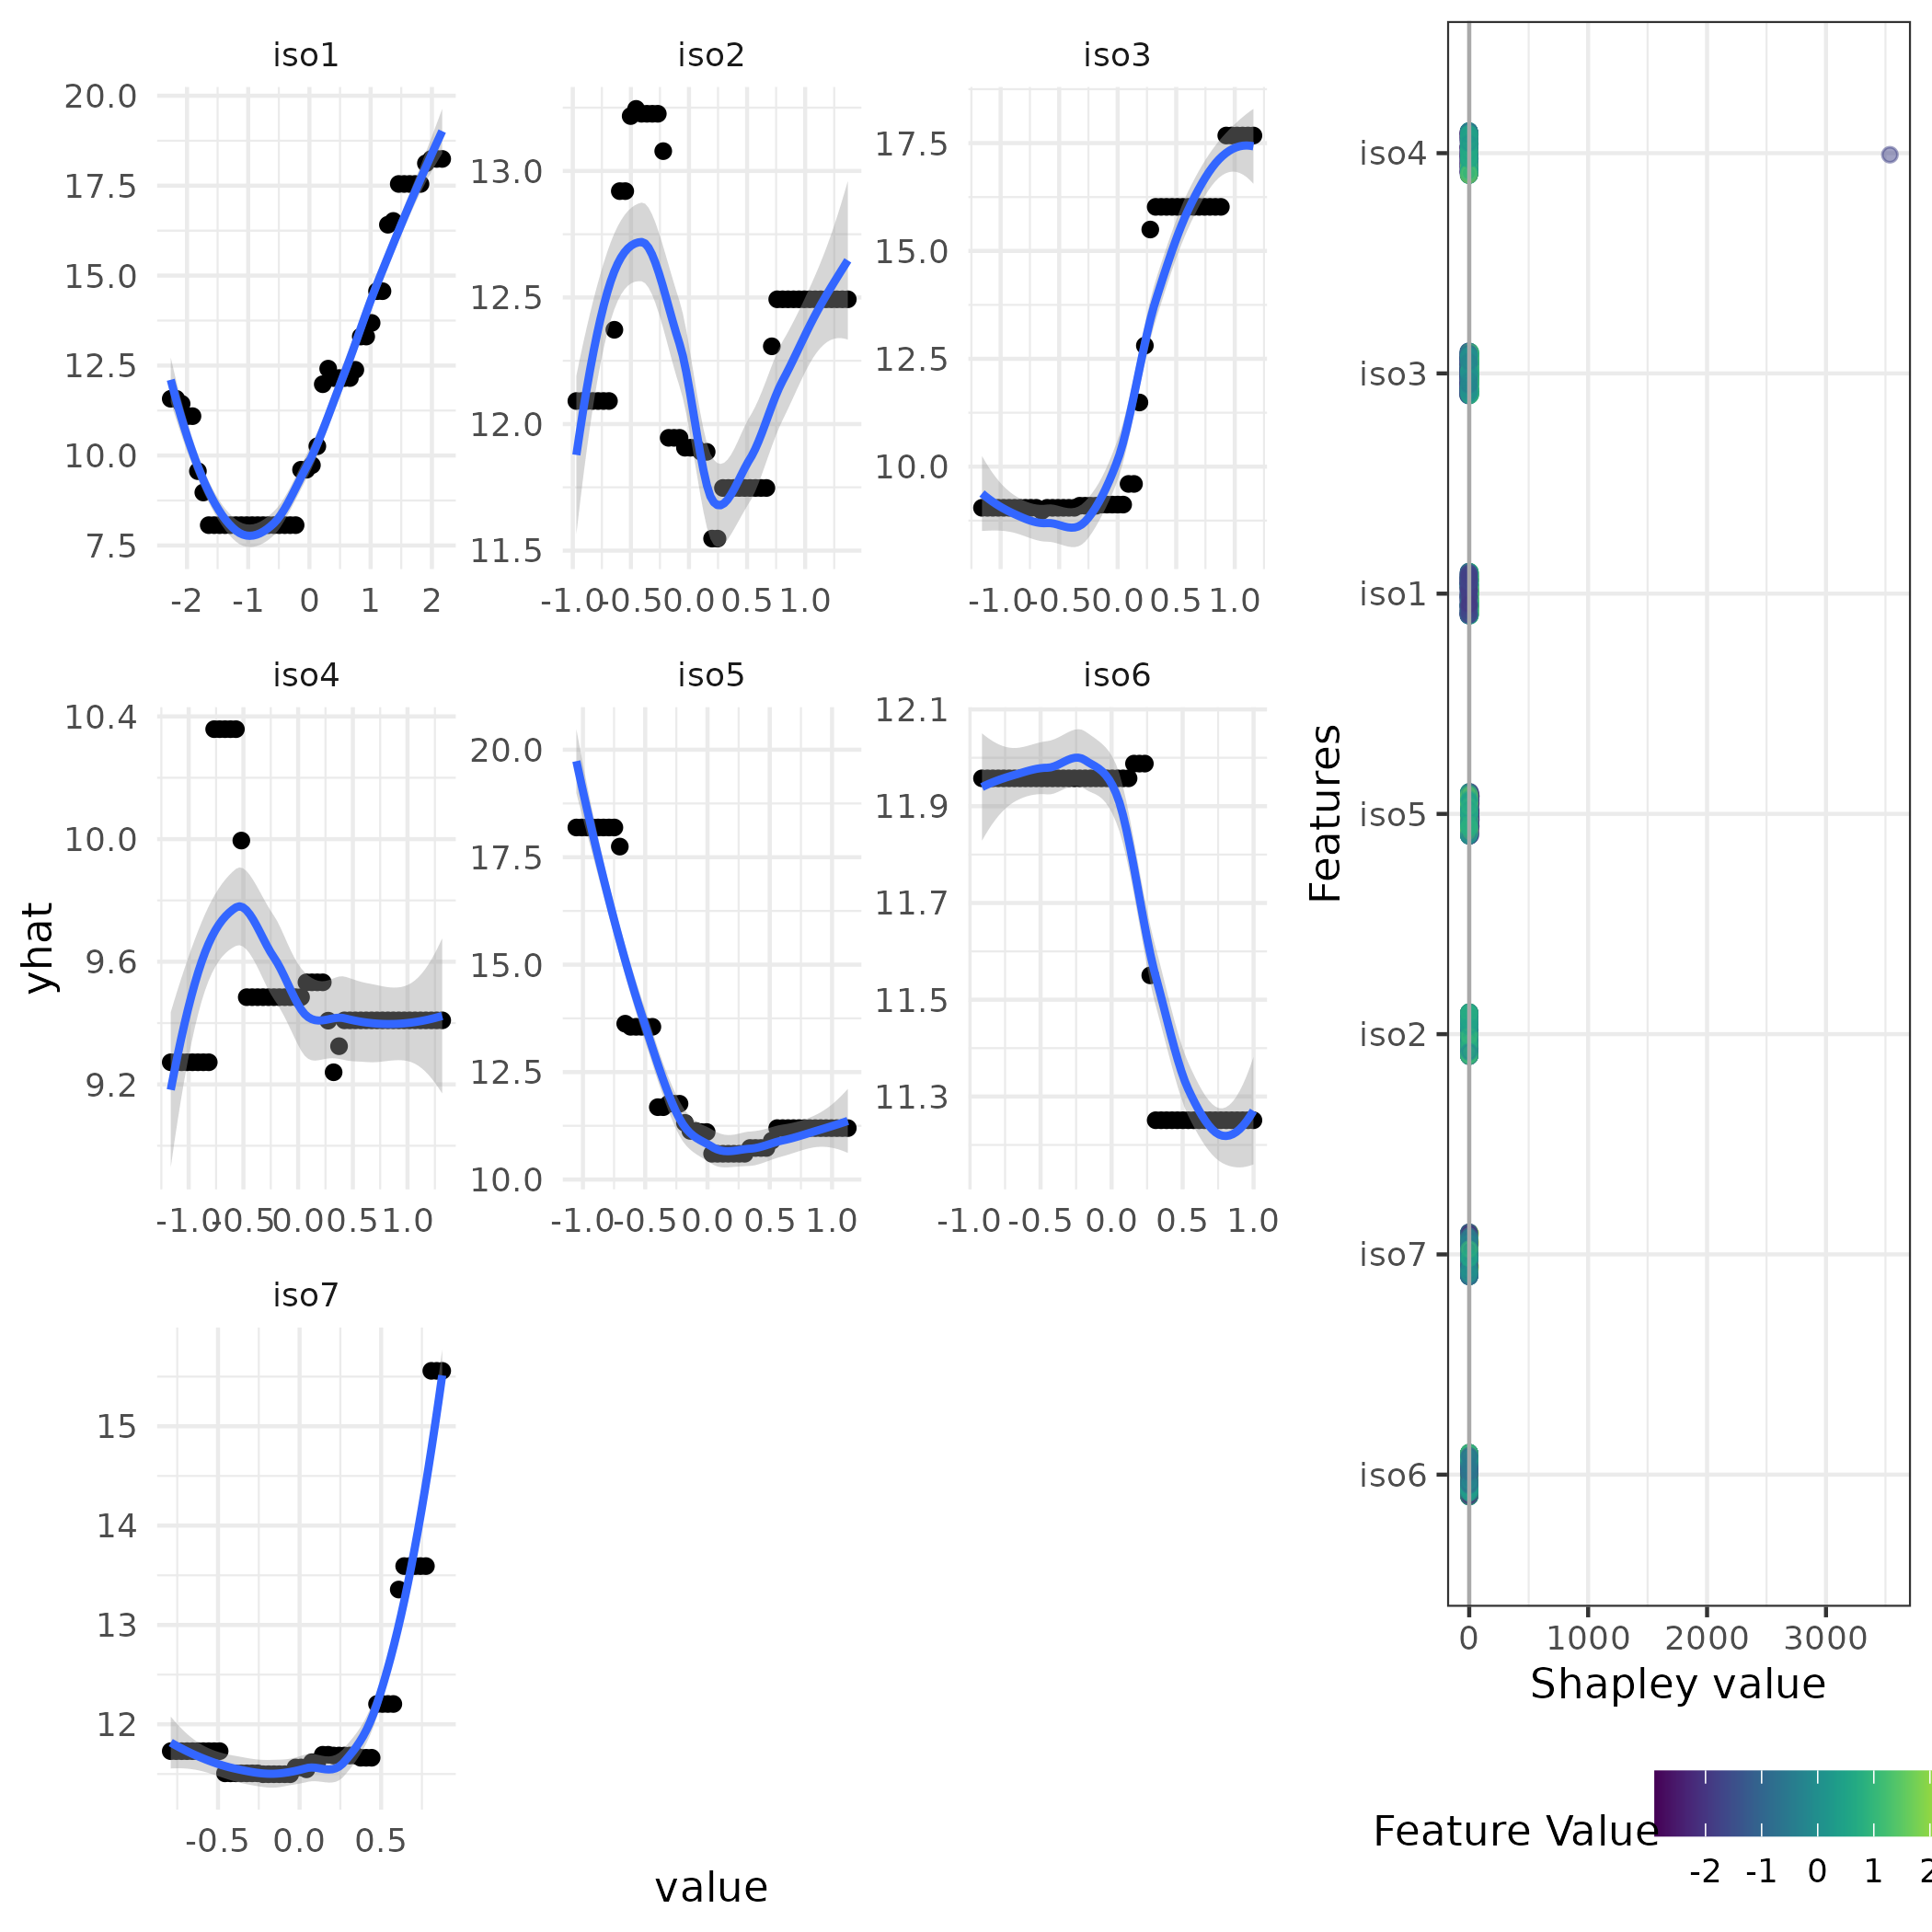 iso1 iso2 iso3
20.0
17.5
15.0
12.5
10.0
7.5
-2 -1 0 1 2
13.0
12.5
12.0
11.5
-1.0 -0.5 0.0 0.5 1.0
17.5
15.0
12.5
10.0
-1.0 -0.5 0.0 0.5 1.0
iso4 iso5 iso6
10.4
10.0
9.6
9.2
-1.0 -0.5 0.0 0.5 1.0
20.0
17.5
15.0
12.5
10.0
-1.0 -0.5 0.0 0.5 1.0
12.1
11.9
11.7
11.5
11.3
-1.0 -0.5 0.0 0.5 1.0
iso7
15
14
13
12
-0.5 0.0 0.5
yhat
value
Features
iso4
iso3
iso1
iso5
iso2
iso7
iso6
0 1000 2000 3000
Shapley value
Feature Value
-2 -1 0 1 2